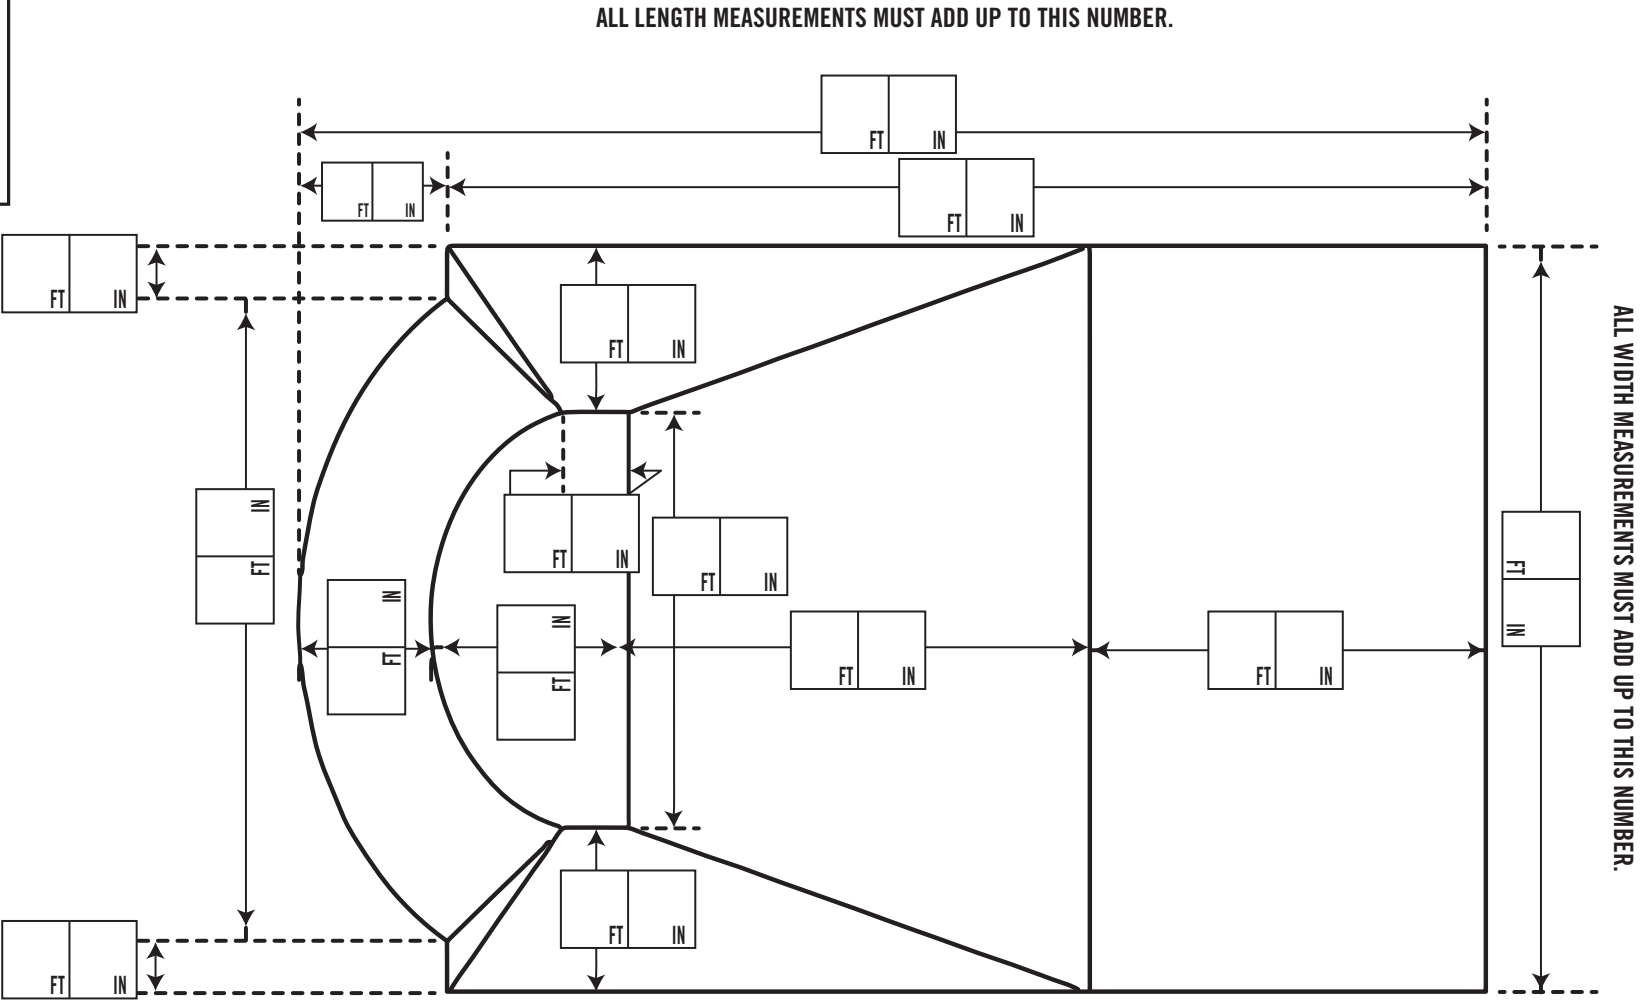 ALL LENGTH MEASUREMENTS MUST ADD UP TO THIS NUMBER.
FT IN
FT IN
FT IN
FT IN
FT IN
ALL WIDTH MEASUREMENTS MUST ADD UP TO THIS NUMBER.
FT IN
FT IN
FT IN
FT IN
FT IN
FT IN
FT IN
FT IN
FT IN
FT IN
FT IN